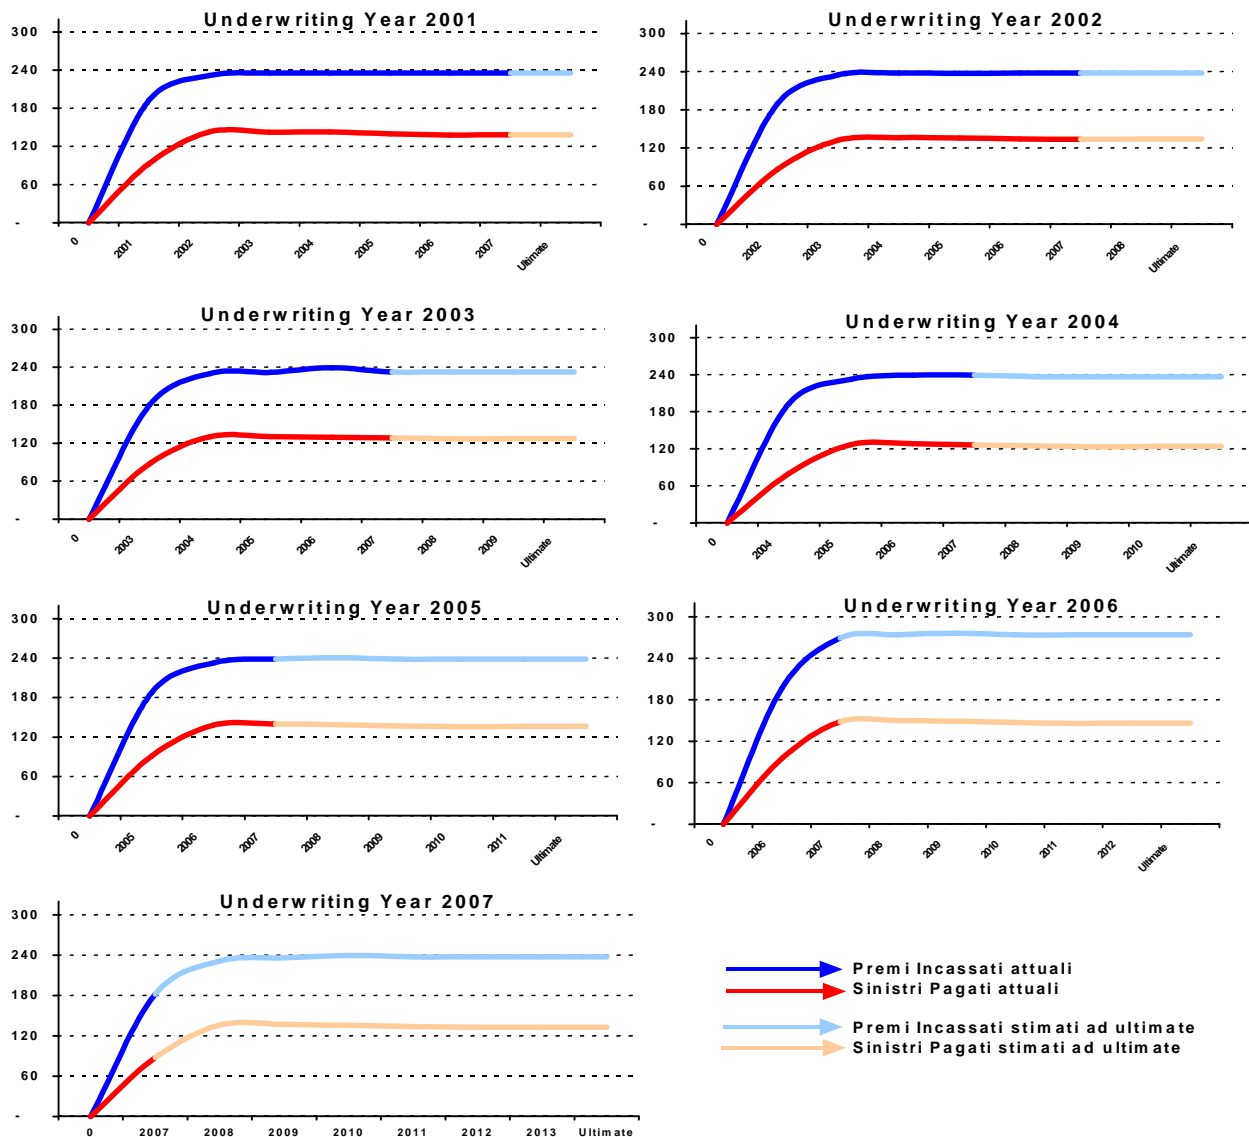 Underwriting Year 2001
300
240
180
120
60
-
0 2001 2002 2003 2004 2005 2006 2007 Ultimate
Underwriting Year 2002
300
240
180
120
60
-
0 2002 2003 2004 2005 2006 2007 2008 Ultimate
Underwriting Year 2003
300
240
180
120
60
-
0 2003 2004 2005 2006 2007 2008 2009 Ultimate
Underwriting Year 2004
300
240
180
120
60
-
0 2004 2005 2006 2007 2008 2009 2010 Ultimate
Underwriting Year 2005
300
240
180
120
60
-
0 2005 2006 2007 2008 2009 2010 2011 Ultimate
Underwriting Year 2006
300
240
180
120
60
-
0 2006 2007 2008 2009 2010 2011 2012 Ultimate
Underwriting Year 2007
300
240
180
120
60
-
0 2007 2008 2009 2010 2011 2012 2013 Ultimate
Premi Incassati attuali
Sinistri Pagati attuali
Premi Incassati stimati ad ultimate
Sinistri Pagati stimati ad ultimate